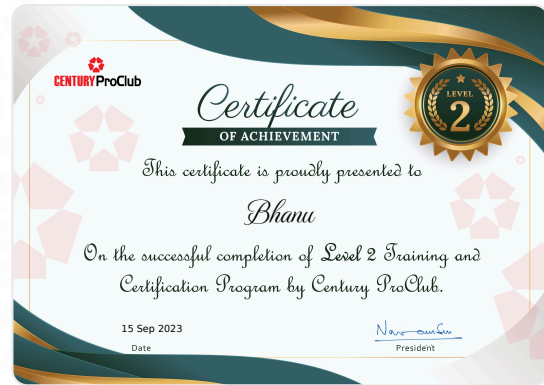 CENTURY ProClub
Certificate
OF ACHIEVEMENT
LEVEL
2
This certificate is proudly presented to
Bhanu
On the successful completion of Level 2 Training and
Certification Program by Century ProClub.
15 Sep 2023
Date
President